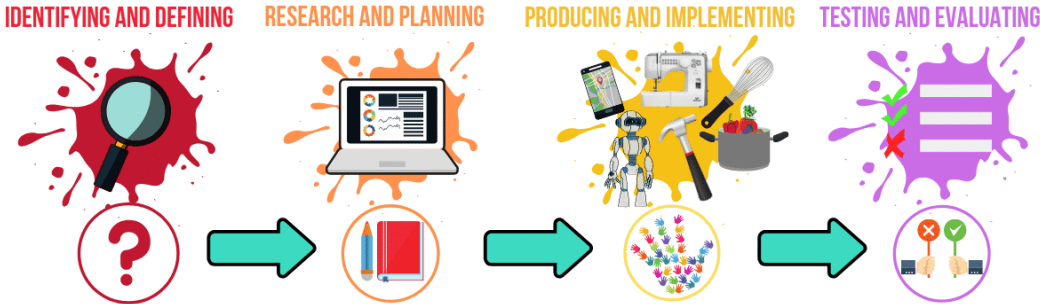 IDENTIFYING AND DEFINING
RESEARCH AND PLANNING
PRODUCING AND IMPLEMENTING
TESTING AND EVALUATING
?